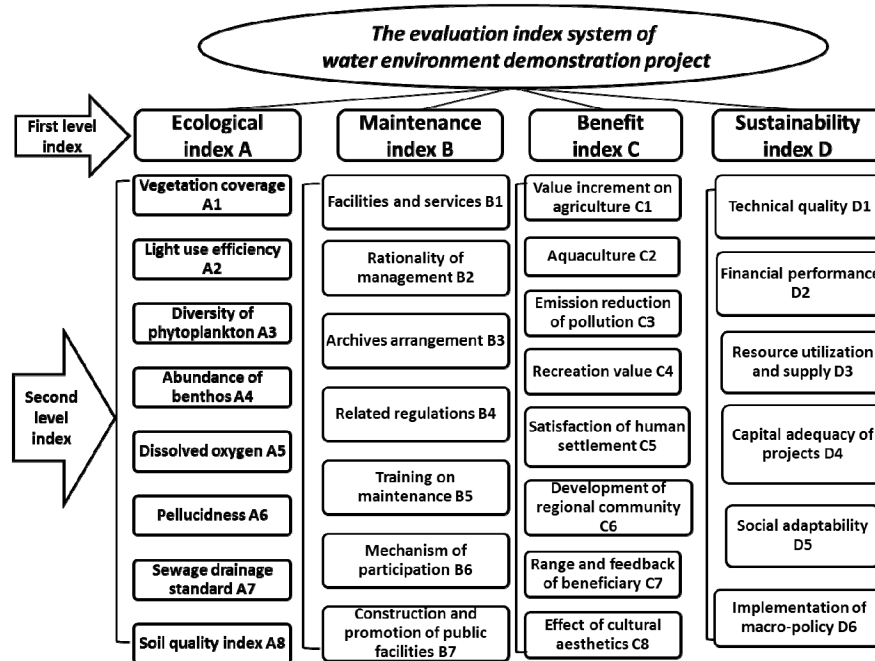 The evaluation index system of
water environment demonstration project
First level
index
Ecological
index A
Maintenance
index B
Benefit
index C
Sustainability
index D
Second
level
index
Vegetation coverage
A1
Light use efficiency
A2
Diversity of
phytoplankton A3
Abundance of
benthos A4
Dissolved oxygen A5
Pellucidness A6
Sewage drainage
standard A7
Soil quality index A8
Facilities and services B1
Rationality of
management B2
Archives arrangement B3
Related regulations B4
Training on
maintenance B5
Mechanism of
participation B6
Construction and
promotion of public
facilities B7
Value increment on
agriculture C1
Aquaculture C2
Emission reduction
of pollution C3
Recreation value C4
Satisfaction of human
settlement C5
Development of
regional community
C6
Range and feedback
of beneficiary C7
Effect of cultural
aesthetics C8
Technical quality D1
Financial performance
D2
Resource utilization
and supply D3
Capital adequacy of
projects D4
Social adaptability
D5
Implementation of
macro-policy D6